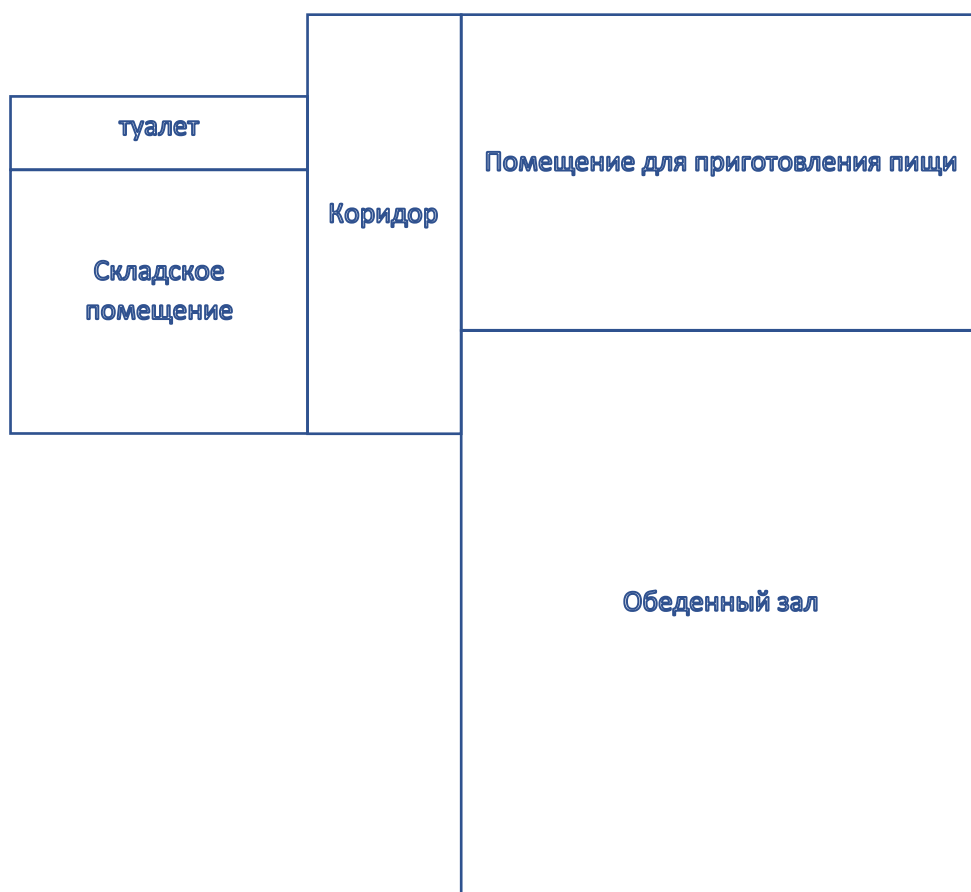 туалет
Помещение для приготовления пищи
Коридор
Складское
помещение
Обеденный зал